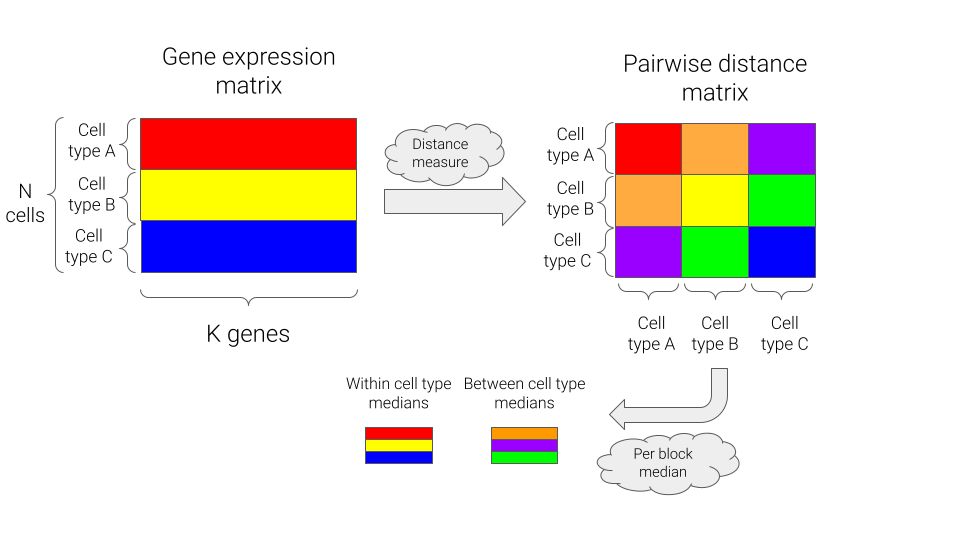 Gene expression
matrix
Cell
type A
Cell
type B
Cell
type C
N
cells
K genes
Distance
measure
Pairwise distance
matrix
Cell
type A
Cell
type B
Cell
type C
Cell
type A
Cell
type B
Cell
type C
Within cell type
medians
Between cell type
medians
Per block
median